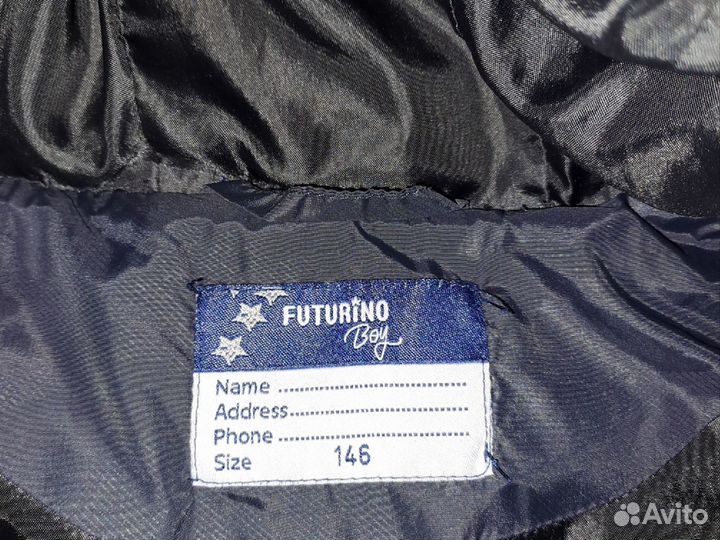 FUTURINO
Boy
Name ..............................
Address ..............................
Phone ..............................
Size 146
Avito